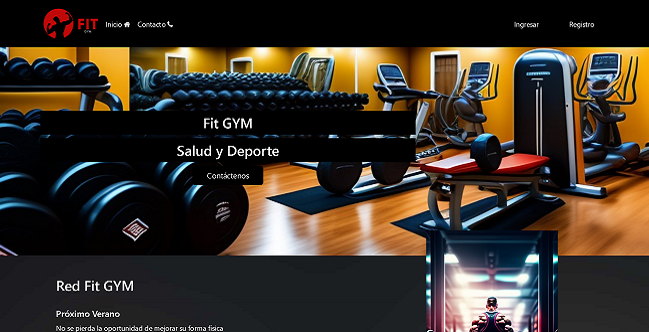 FIT
GYM
Inicio
Contacto
Ingresar
Registro
Fit GYM
Salud y Deporte
Contáctenos
Red Fit GYM
Próximo Verano
No se pierda la oportunidad de mejorar su forma física